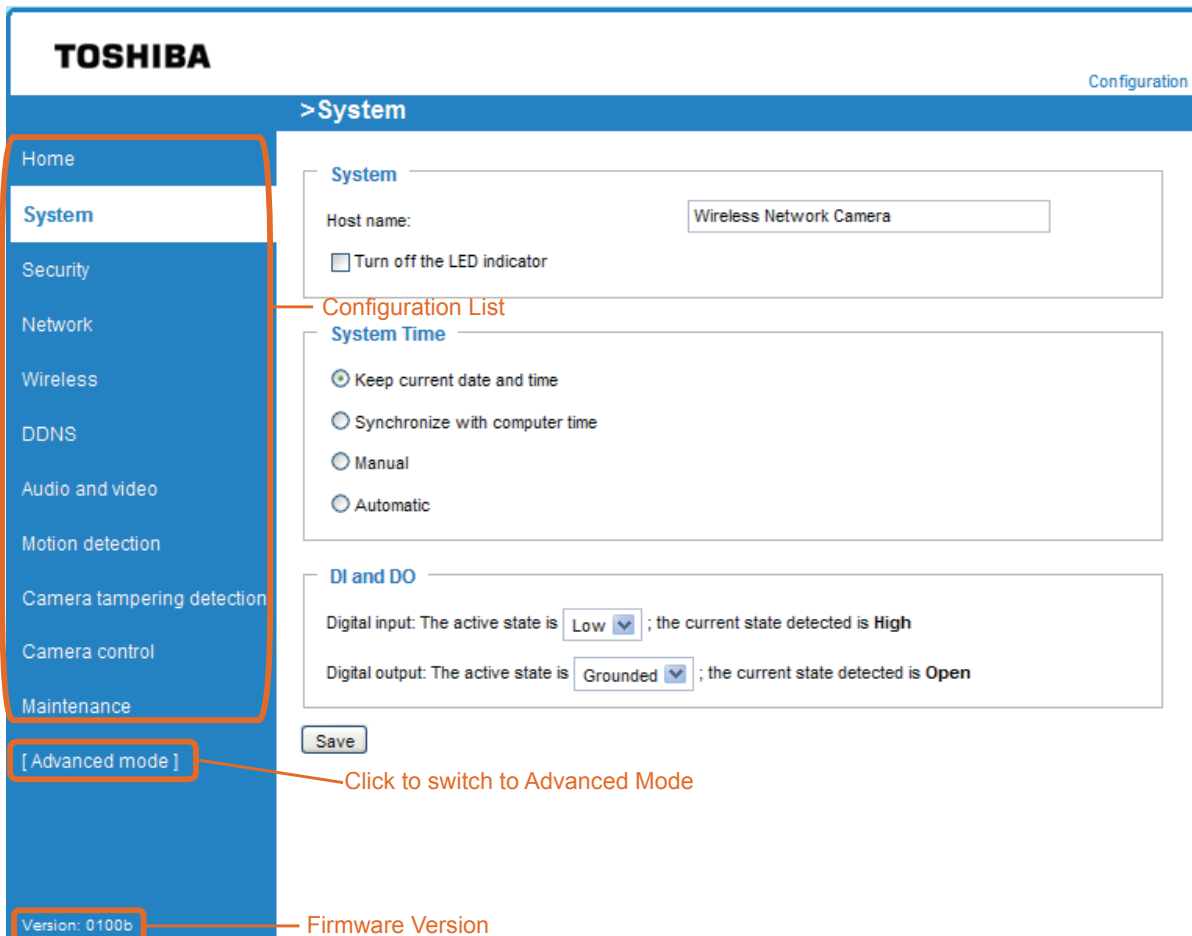 TOSHIBA
Configuration
>System
Home
System
Security
Network
Wireless
DDNS
Audio and video
Motion detection
Camera tampering detection
Camera control
Maintenance
[ Advanced mode ]
Version: 0100b
System
Host name: Wireless Network Camera
Turn off the LED indicator
Configuration List
System Time
Keep current date and time
Synchronize with computer time
Manual
Automatic
DI and DO
Digital input: The active state is Low ; the current state detected is High
Digital output: The active state is Grounded ; the current state detected is Open
Save
Click to switch to Advanced Mode
Firmware Version